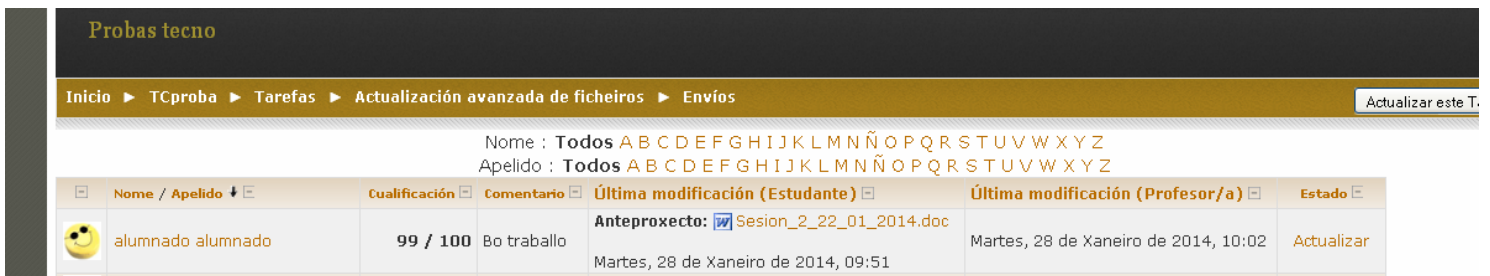 Probas tecno
Inicio ► TCproba ► Tarefas ► Actualización avanzada de ficheiros ► Envíos
Actualizar este
Nome : Todos A B C D E F G H I J K L M N Ñ O P Q R S T U V W X Y Z
Apelido : Todos A B C D E F G H I J K L M N Ñ O P Q R S T U V W X Y Z
Nome / Apelido Cualificación Comentario Última modificación (Estudante) Última modificación (Profesor/a) Estado
alumnado alumnado 99 / 100 Bo traballo Anteproxecto: Sesion_2_22_01_2014.doc
Martes, 28 de Xaneiro de 2014, 09:51
Martes, 28 de Xaneiro de 2014, 10:02 Actualizar